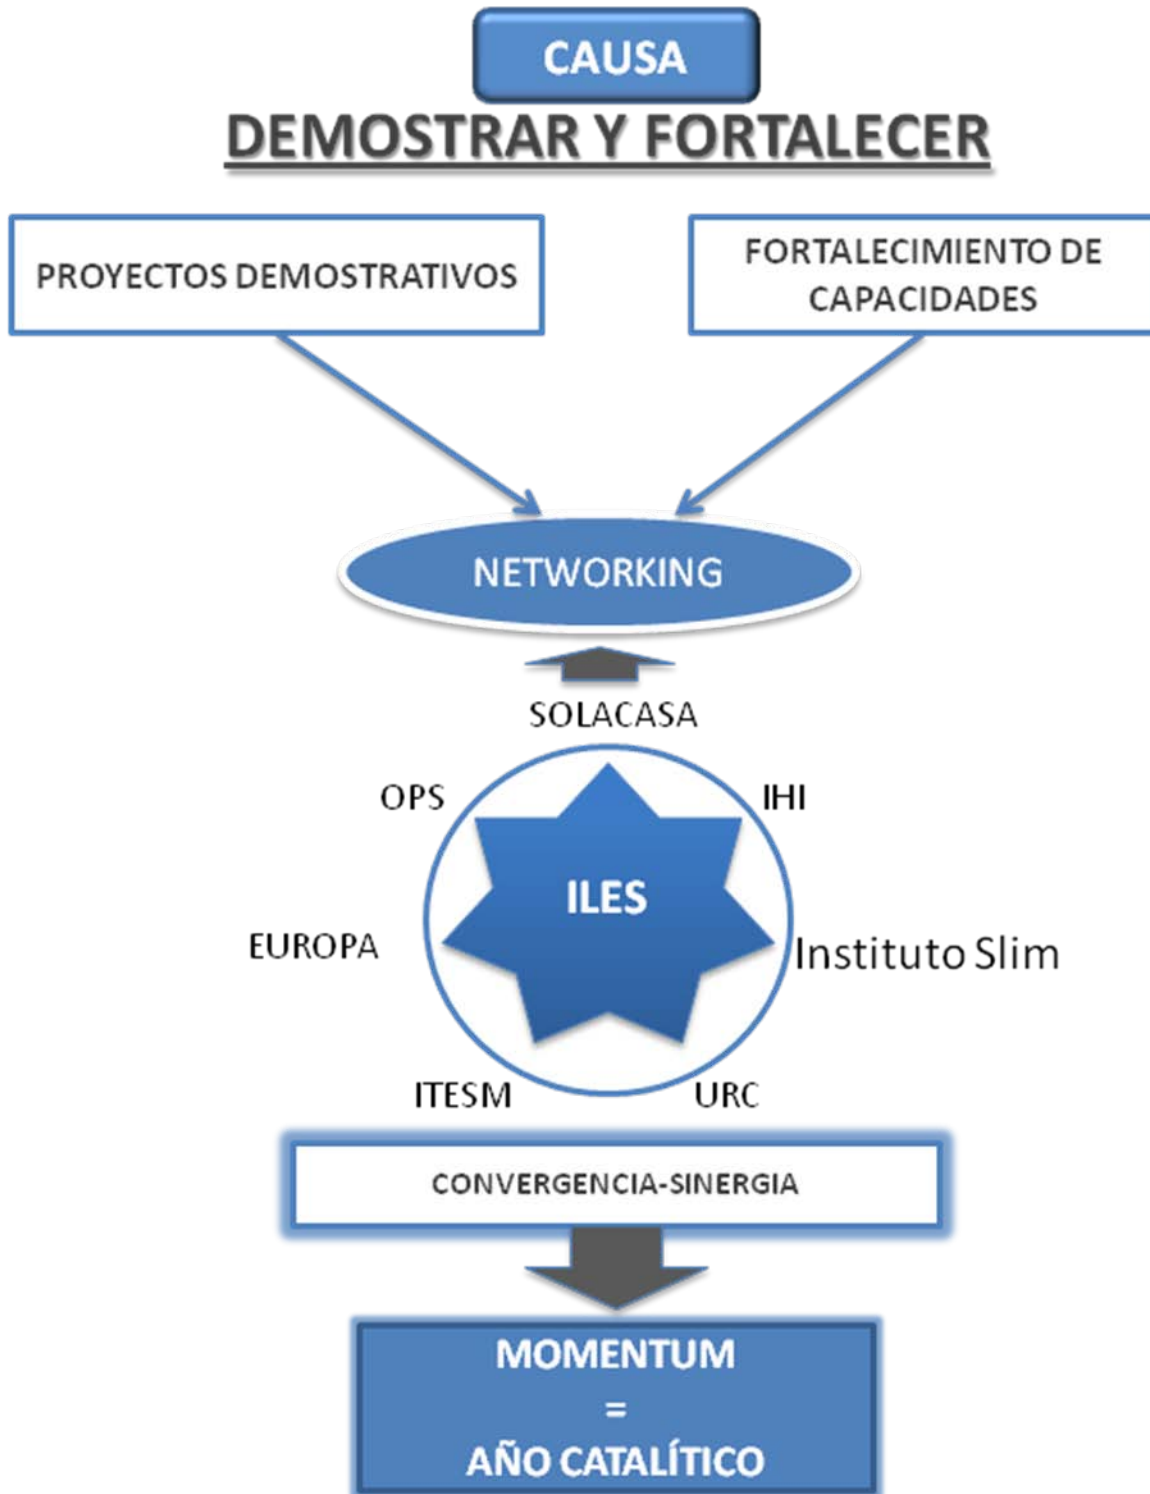 CAUSA
DEMOSTRAR Y FORTALECER
PROYECTOS DEMOSTRATIVOS
FORTALECIMIENTO DE
CAPACIDADES
NETWORKING
SOLACASA
OPS
IHI
ILES
EUROPA
Instituto Slim
ITESM
URC
CONVERGENCIA-SINERGIA
MOMENTUM
=
AÑO CATALÍTICO